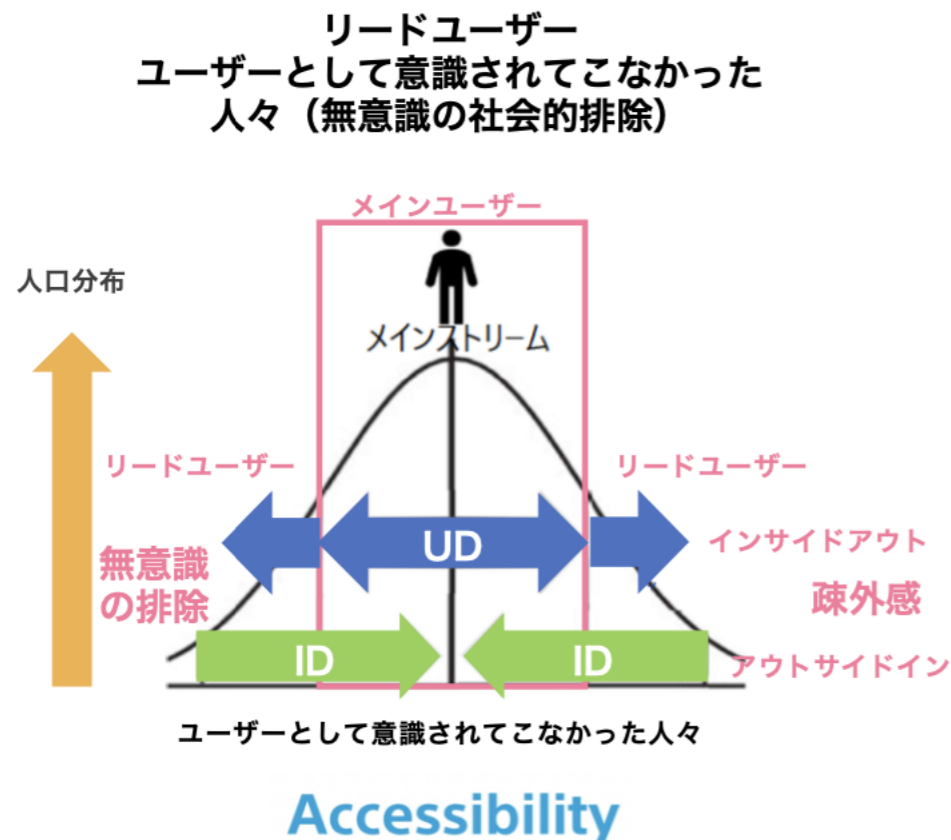 リードユーザー
ユーザーとして意識されてこなかった
人々（無意識の社会的排除）
メインユーザー
人口分布
メインストリーム
リードユーザー
リードユーザー
UD
インサイドアウト
無意識
の排除
疎外感
ID
ID
アウトサイドイン
ユーザーとして意識されてこなかった人々
Accessibility